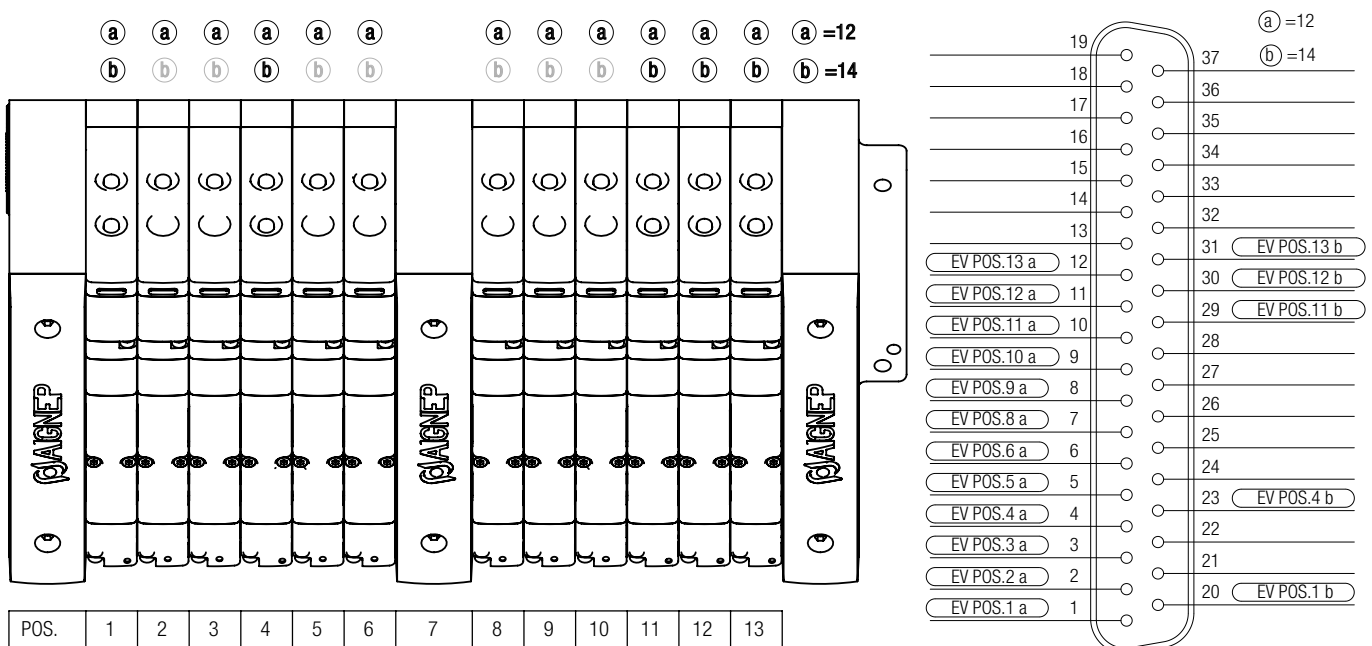 a a a a a a a a a a a a a =12
b b b b b b b b b b b b b =14
AIGNEP
AIGNEP
AIGNEP
POS. 1 2 3 4 5 6 7 8 9 10 11 12 13
a =12
b =14
19
37
18
36
17
35
16
34
15
33
14
32
13
31 EV POS.13 b
EV POS.13 a 12
30 EV POS.12 b
EV POS.12 a 11
29 EV POS.11 b
EV POS.11 a 10
28
EV POS.10 a 9
27
EV POS.9 a 8
26
EV POS.8 a 7
25
EV POS.6 a 6
24
EV POS.5 a 5
23 EV POS.4 b
EV POS.4 a 4
22
EV POS.3 a 3
21
EV POS.2 a 2
20 EV POS.1 b
EV POS.1 a 1